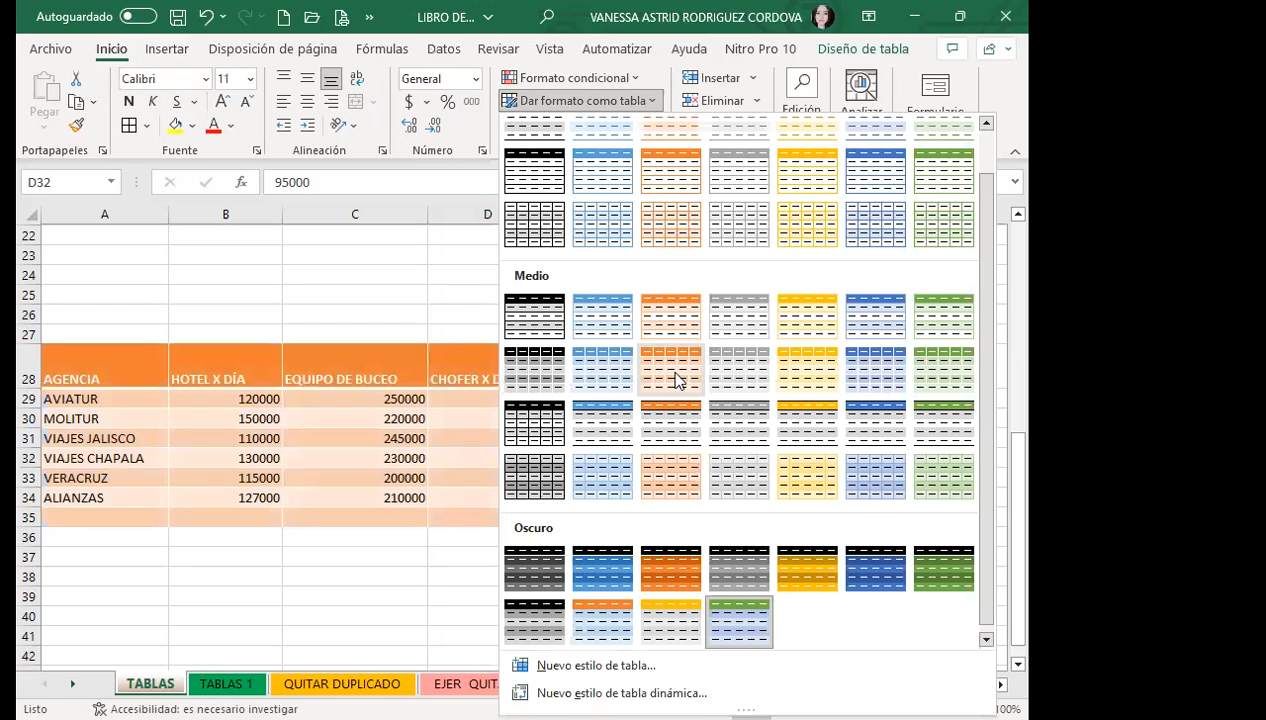 Autoguardado
LIBRO DE...
VANESSA ASTRID RODRIGUEZ CORDOVA
Archivo Inicio Insertar Disposición de página Fórmulas Datos Revisar Vista Automatizar Ayuda Nitro Pro 10 Diseño de tabla
Pegar
Calibri 11
General
Formato condicional
Insertar
N K S
$ % 000
Dar formato como tabla
Eliminar
Edición Analizar
Portapapeles Fuente Alineación Número
D32 fx 95000
A B C D
22
23
24
25
26
27
28 AGENCIA HOTEL X DÍA EQUIPO DE BUCEO CHOFER X D
29 AVIATUR 120000 250000
30 MOLITUR 150000 220000
31 VIAJES JALISCO 110000 245000
32 VIAJES CHAPALA 130000 230000
33 VERACRUZ 115000 200000
34 ALIANZAS 127000 210000
35
36
37
38
39
40
41
42
Medio
Oscuro
Nuevo estilo de tabla...
Nuevo estilo de tabla dinámica...
TABLAS TABLAS 1 QUITAR DUPLICADO EJER QUIT
Listo Accesibilidad: es necesario investigar 100%